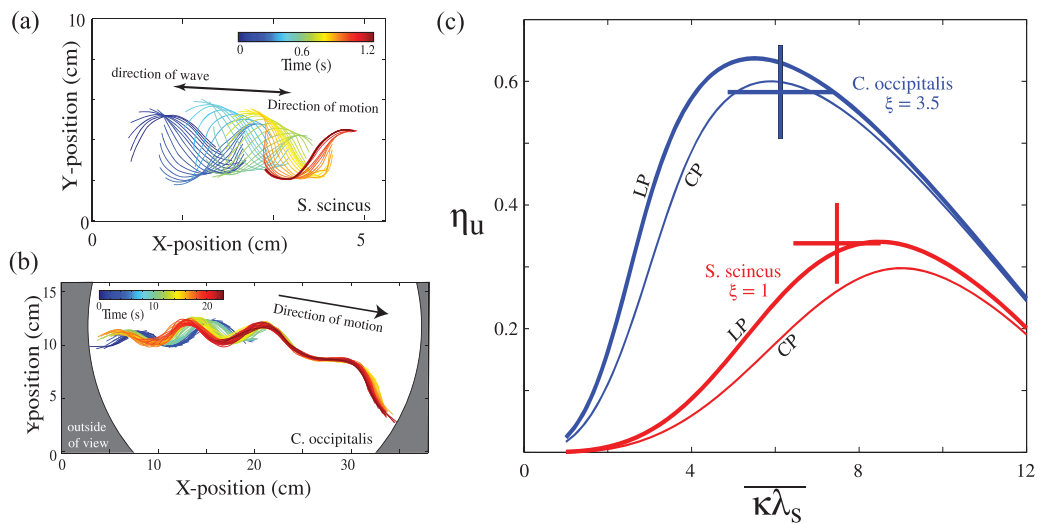 (a)
10
Y-position (cm)
0
0
0.6
1.2
Time (s)
direction of wave
Direction of motion
S. scincus
0
X-position (cm)
5
(b)
15
10
5
0
Y-position (cm)
0
10
20
Time (s)
Direction of motion
outside
of view
C. occipitalis
0
10
20
30
X-position (cm)
(c)
0.6
0.4
0.2
ηu
LP
CP
C. occipitalis
ξ = 3.5
S. scincus
ξ = 1
LP
CP
0
4
8
12
κλs